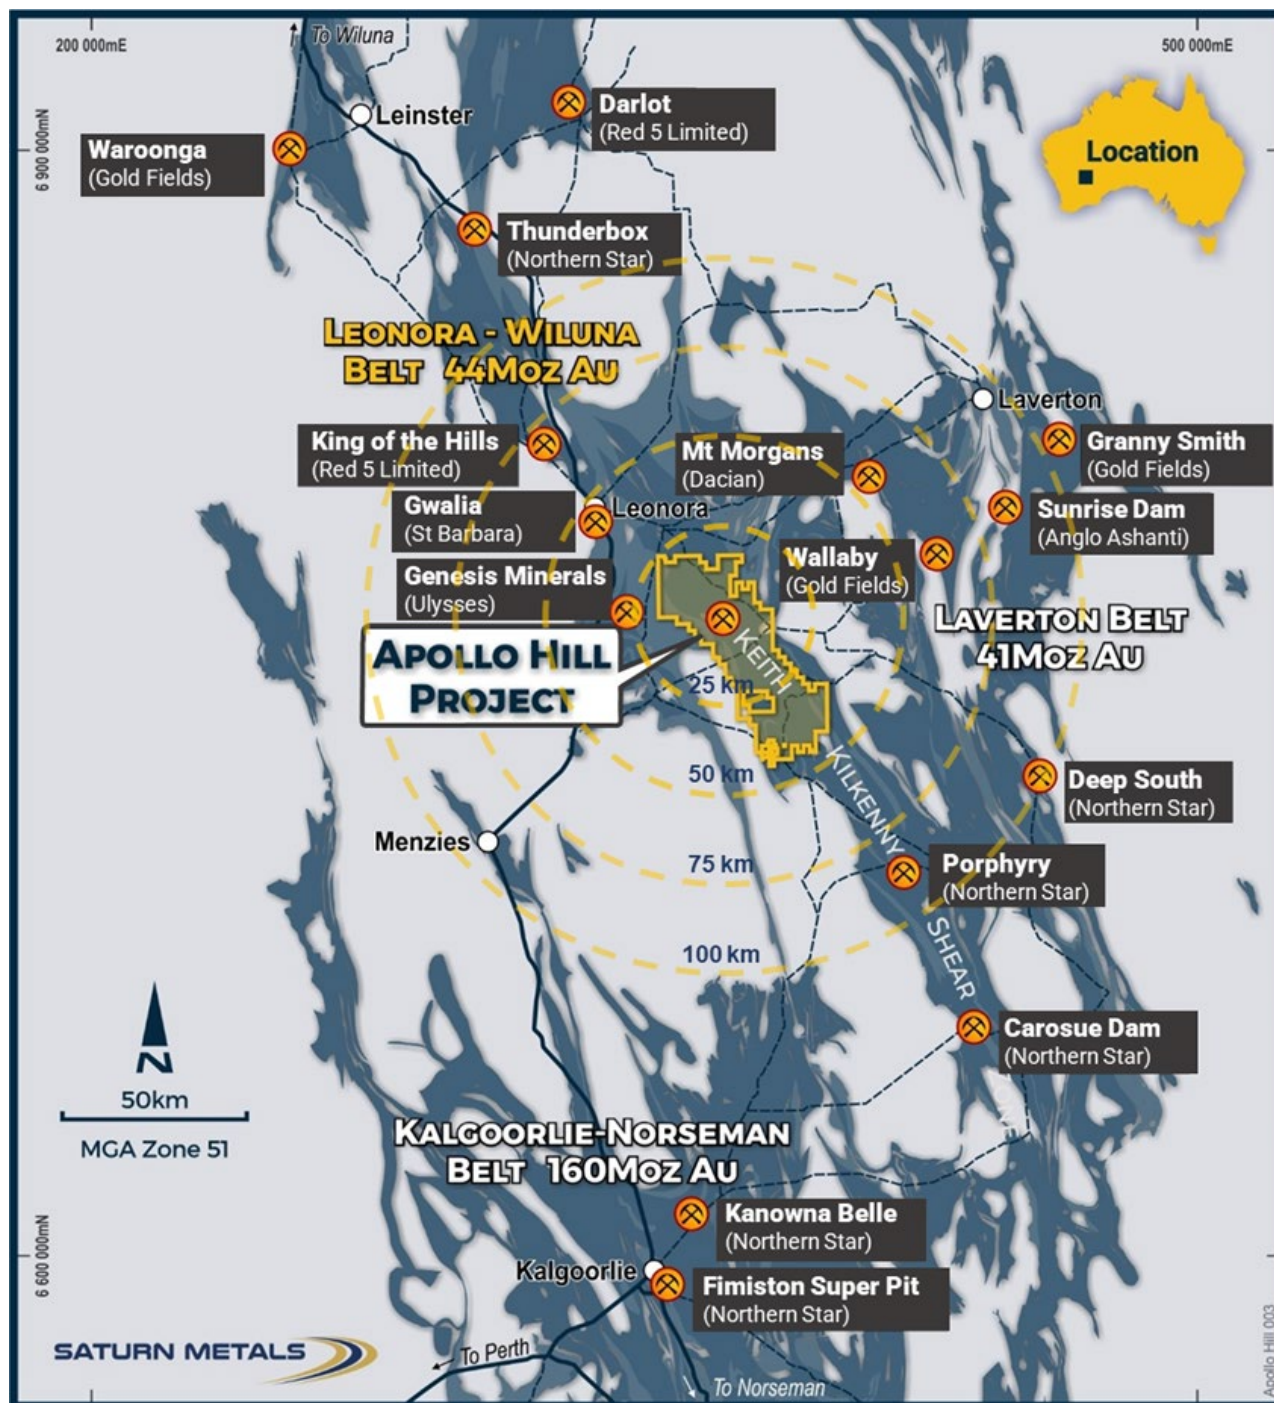 200 000mE
To Wiluna
500 000mE
6 900 000mN
Leinster
Darlot
(Red 5 Limited)
Waroonga
(Gold Fields)
Location
Thunderbox
(Northern Star)
LEONORA - WILUNA
BELT 44MOZ AU
Laverton
King of the Hills
(Red 5 Limited)
Mt Morgans
(Dacian)
Granny Smith
(Gold Fields)
Gwalia
(St Barbara)
Leonora
Sunrise Dam
(Anglo Ashanti)
Wallaby
(Gold Fields)
Genesis Minerals
(Ulysses)
LAVERTON BELT
41MOZ AU
APOLLO HILL
PROJECT
KEITH
25 km
50 km
KILKENNY
Deep South
(Northern Star)
Menzies
75 km
Porphyry
(Northern Star)
SHEAR
100 km
Carosue Dam
(Northern Star)
ZONE
N
50km
MGA Zone 51
KALGOORLIE-NORSEMAN
BELT 160MOZ AU
Kanowna Belle
(Northern Star)
6 600 000mN
Kalgoorlie
Fimiston Super Pit
(Northern Star)
SATURN METALS
To Perth
To Norseman
Apollo Hill 003